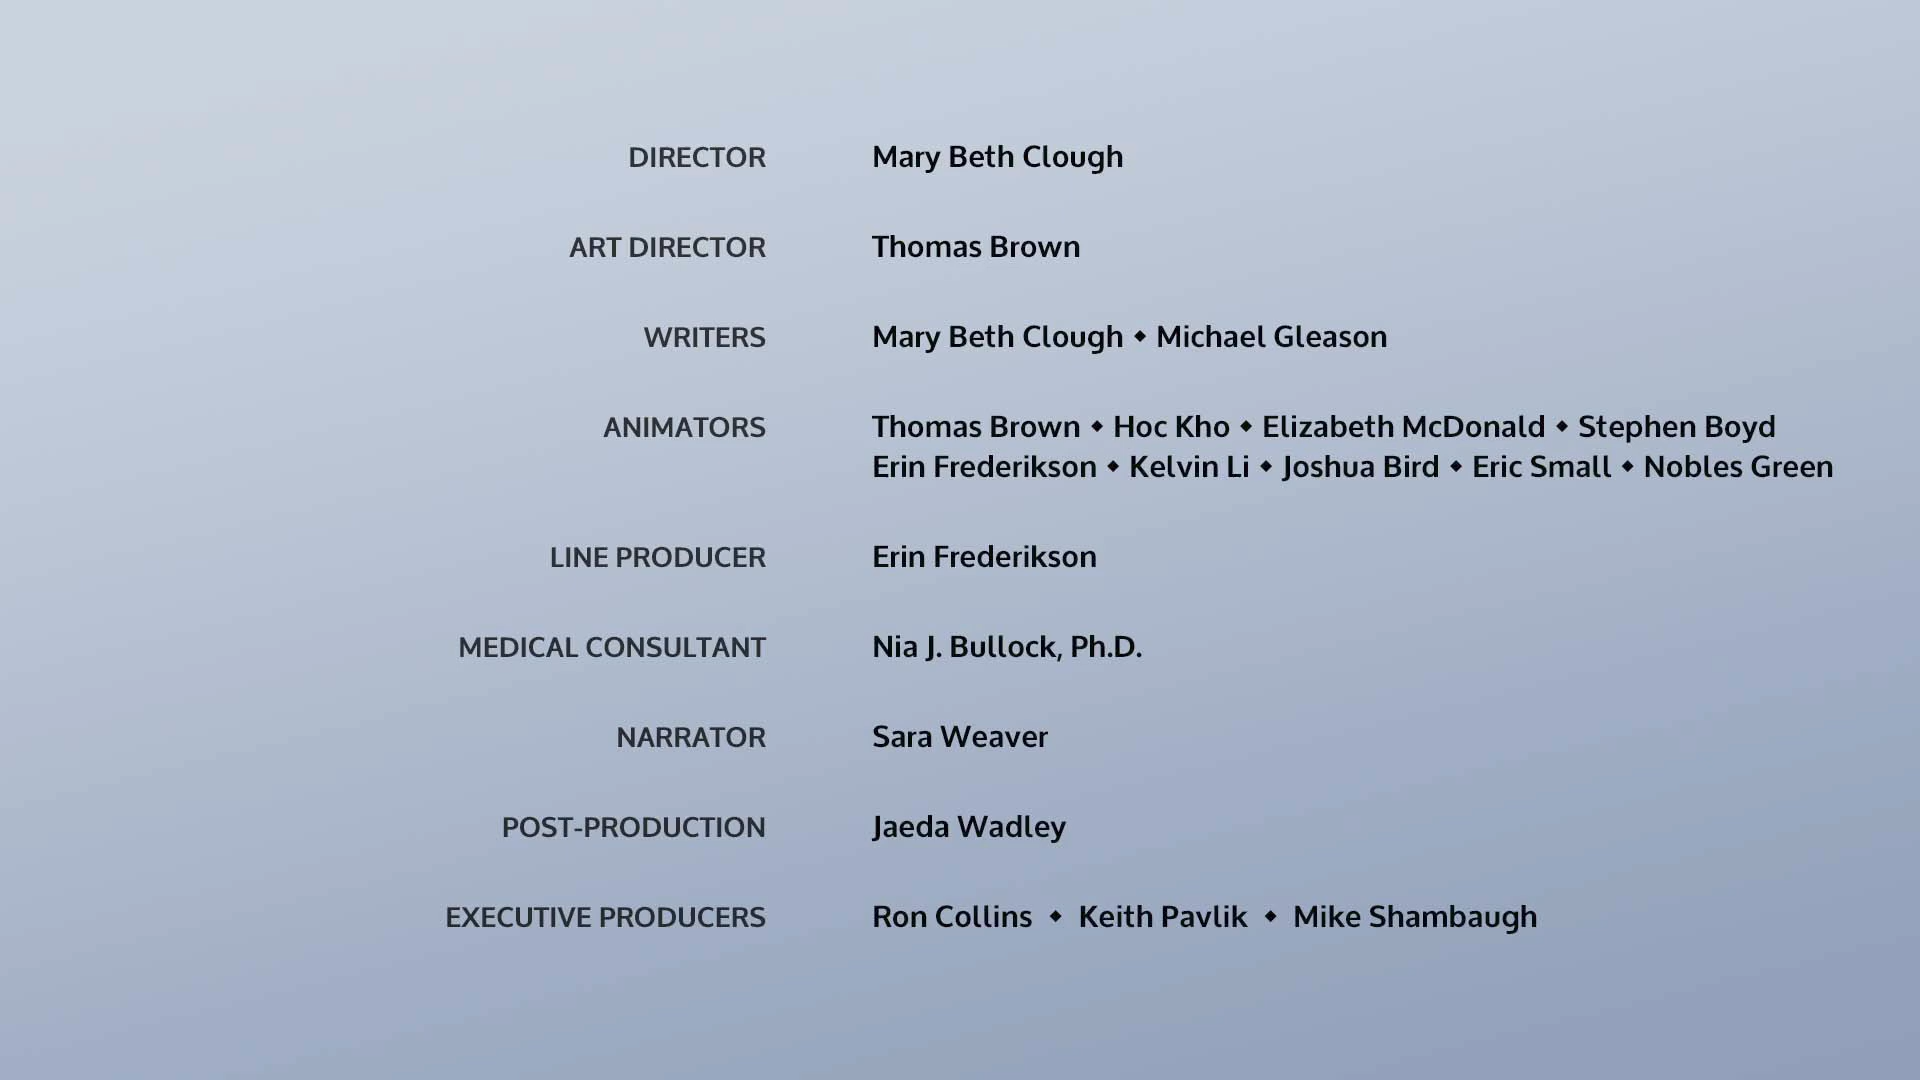 DIRECTOR Mary Beth Clough
ART DIRECTOR Thomas Brown
WRITERS Mary Beth Clough • Michael Gleason
ANIMATORS Thomas Brown • Hoc Kho • Elizabeth McDonald • Stephen Boyd
Erin Frederikson • Kelvin Li • Joshua Bird • Eric Small • Nobles Green
LINE PRODUCER Erin Frederikson
MEDICAL CONSULTANT Nia J. Bullock, Ph.D.
NARRATOR Sara Weaver
POST-PRODUCTION Jaeda Wadley
EXECUTIVE PRODUCERS Ron Collins • Keith Pavlik • Mike Shambaugh